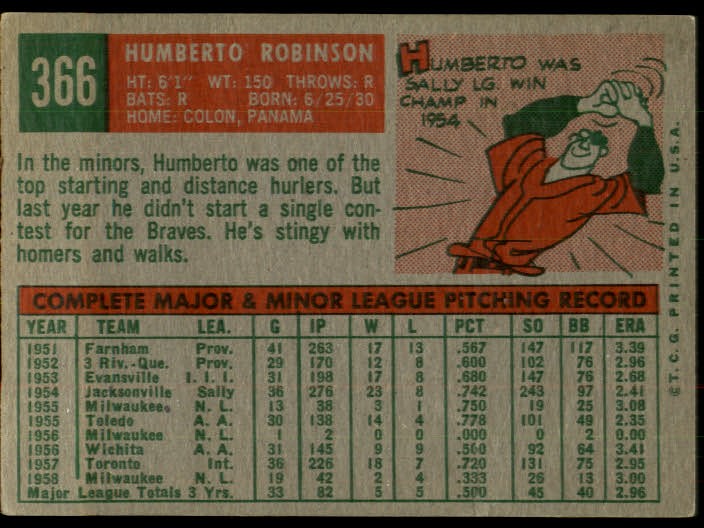 366
HUMBERTO ROBINSON
HT: 6'1" WT: 150 THROWS: R
BATS: R BORN: 6/25/30
HOME: COLON, PANAMA
HUMBERTO WAS
SALLY LG. WIN
CHAMP IN
1954
In the minors, Humberto was one of the
top starting and distance hurlers. But
last year he didn't start a single con-
test for the Braves. He's stingy with
homers and walks.
COMPLETE MAJOR & MINOR LEAGUE PITCHING RECORD
YEAR TEAM LEA. G IP W L PCT SO BB ERA
1951 Farnham Prov. 41 263 17 13 .567 147 117 3.39
1952 3 Riv.-Que. Prov. 29 170 12 8 .600 102 76 2.96
1953 Evansville I. I. I. 31 198 17 8 .680 147 76 2.68
1954 Jacksonville Sally 36 276 23 8 .742 243 97 2.41
1955 Milwaukee N. L. 13 38 3 1 .750 19 25 3.08
1955 Toledo A. A. 30 138 14 4 .778 101 49 2.35
1956 Milwaukee N. L. 1 2 0 0 .000 0 2 0.00
1956 Wichita A. A. 31 145 9 9 .500 92 64 3.41
1957 Toronto Int. 36 226 18 7 .720 131 75 2.95
1958 Milwaukee N. L. 19 42 2 4 .333 26 13 3.00
Major League Totals 3 Yrs. 33 82 5 5 .500 45 40 2.96
© T. C. G. PRINTED IN U.S.A.